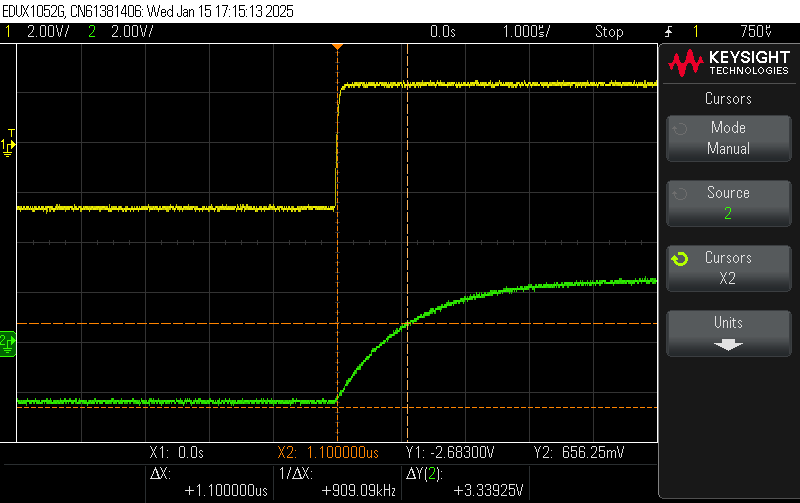 EDUX1052G, CN61381406: Wed Jan 15 17:15:13 2025
1 2.00V/ 2 2.00V/ 0.0s 1.000s/ Stop 1 750V
KEYSIGHT
TECHNOLOGIES
Cursors
Mode
Manual
T
1
Source
2
Cursors
X2
Units
2
X1: 0.0s X2: 1.100000us Y1: -2.68300V Y2: 656.25mV
ΔX: 1/ΔX: ΔY(2):
+1.100000us +909.09kHz +3.33925V